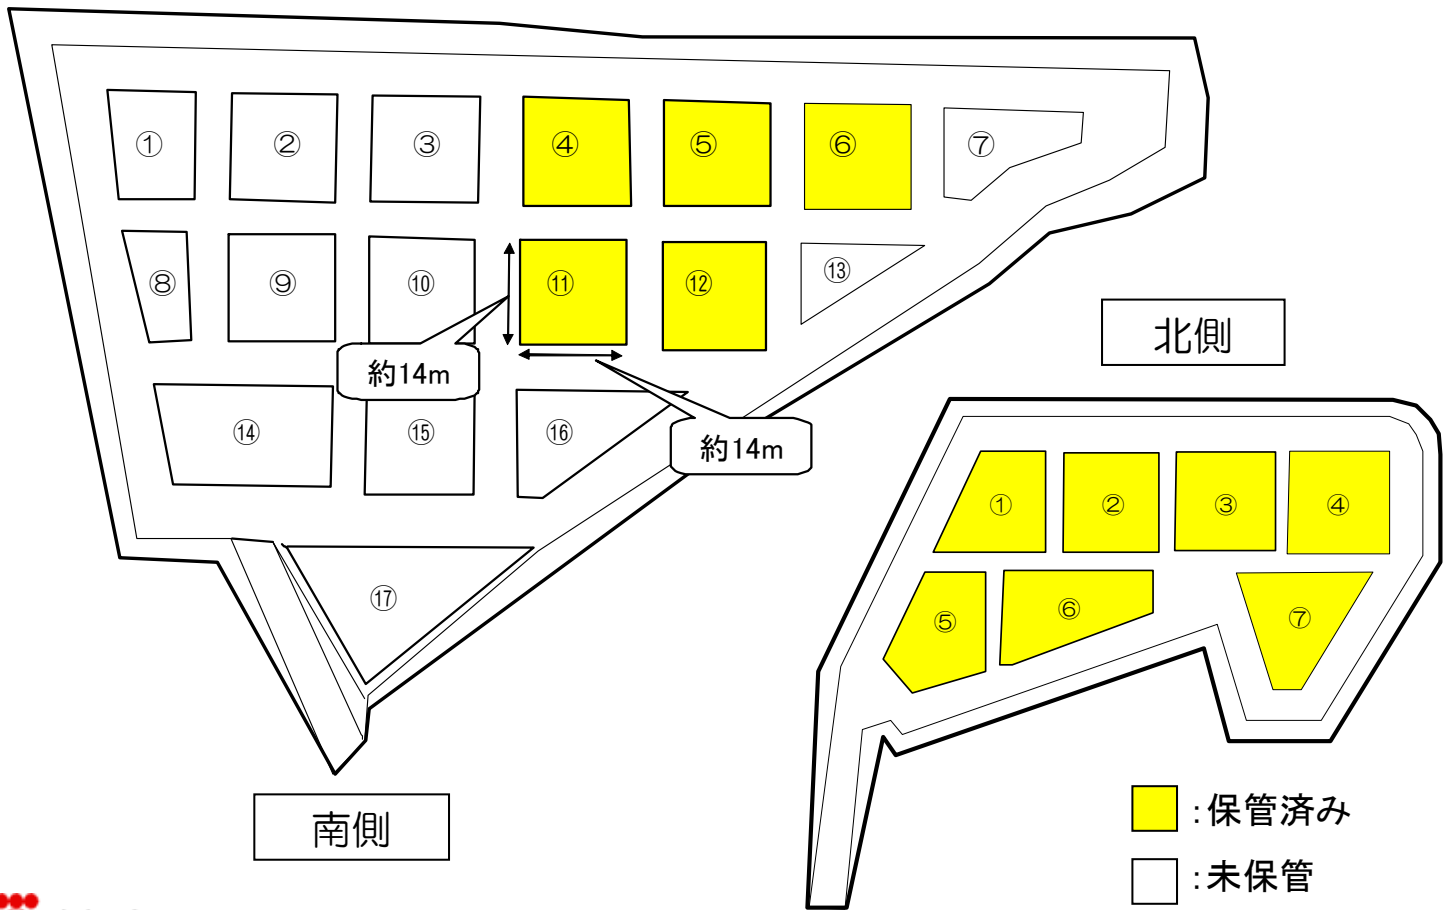 ① ② ③ ④ ⑤ ⑥ ⑦
⑧ ⑨ ⑩ ⑪ ⑫ ⑬
約14m
⑭ ⑮ ⑯
約14m
⑰
南側
北側
① ② ③ ④
⑤ ⑥ ⑦
:保管済み
:未保管